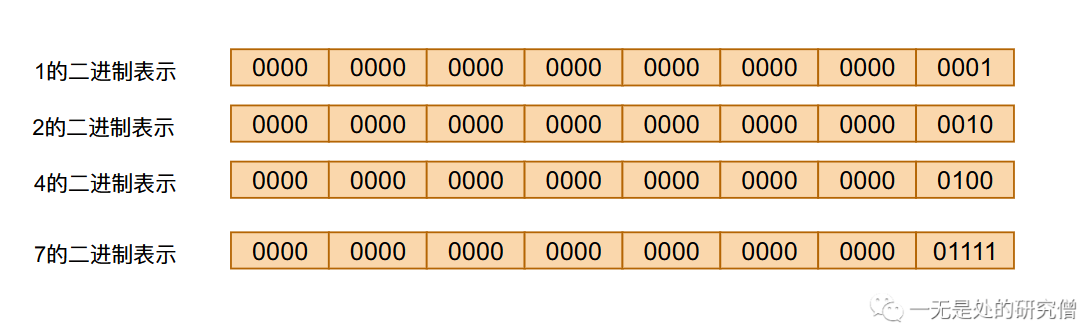 1的二进制表示 0000 0000 0000 0000 0000 0000 0000 0001
2的二进制表示 0000 0000 0000 0000 0000 0000 0000 0010
4的二进制表示 0000 0000 0000 0000 0000 0000 0000 0100
7的二进制表示 0000 0000 0000 0000 0000 0000 0000 01111
一无是处的研究僧